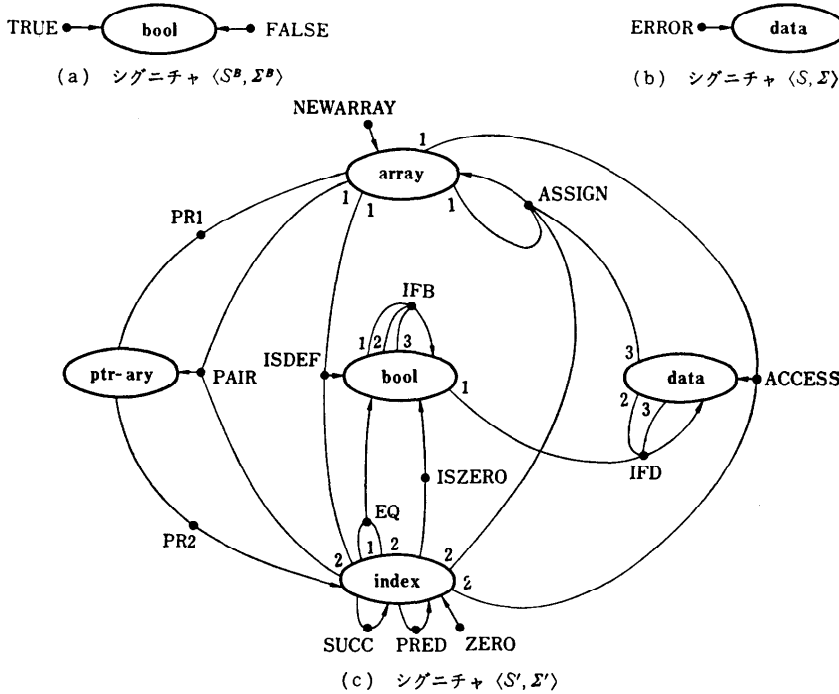 TRUE bool FALSE
ERROR data
(a) シグニチャ ⟨Sᴮ, Σᴮ⟩
(b) シグニチャ ⟨S, Σ⟩
NEWARRAY
1
array
ASSIGN
1 1 1
PR1
IFB
1 2 3
ptr-ary
PAIR
ISDEF
bool
1
3
data
2 3
ACCESS
IFD
ISZERO
EQ
PR2
2 1 2 2 2
index
SUCC PRED ZERO
(c) シグニチャ ⟨S′, Σ′⟩